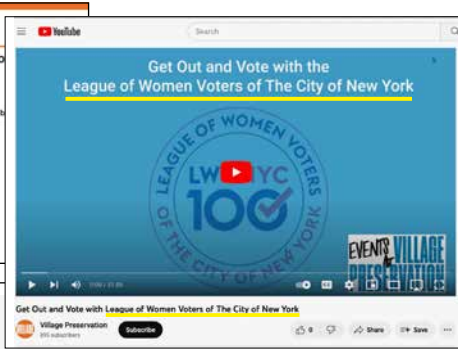 YouTube
Search
Get Out and Vote with the
League of Women Voters of The City of New York
LEAGUE OF WOMEN VOTERS
LWVNYC
100
OF THE CITY OF NEW YORK
EVENTS VILLAGE
PRESERVATION
Get Out and Vote with League of Women Voters of The City of New York
Village Preservation
subscribers
Subscribe
0
Share
Save